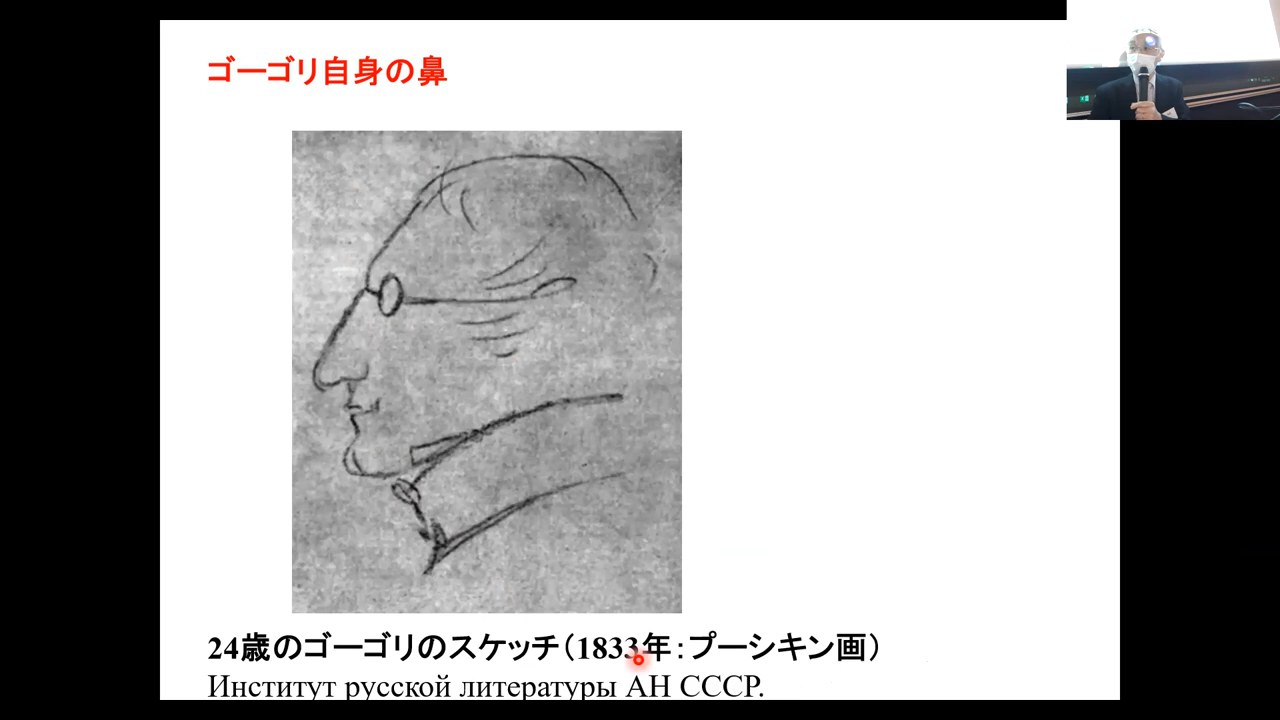 ゴーゴリ自身の鼻
24歳のゴーゴリのスケッチ（1833年：プーシキン画）
Институт русской литературы АН СССР.